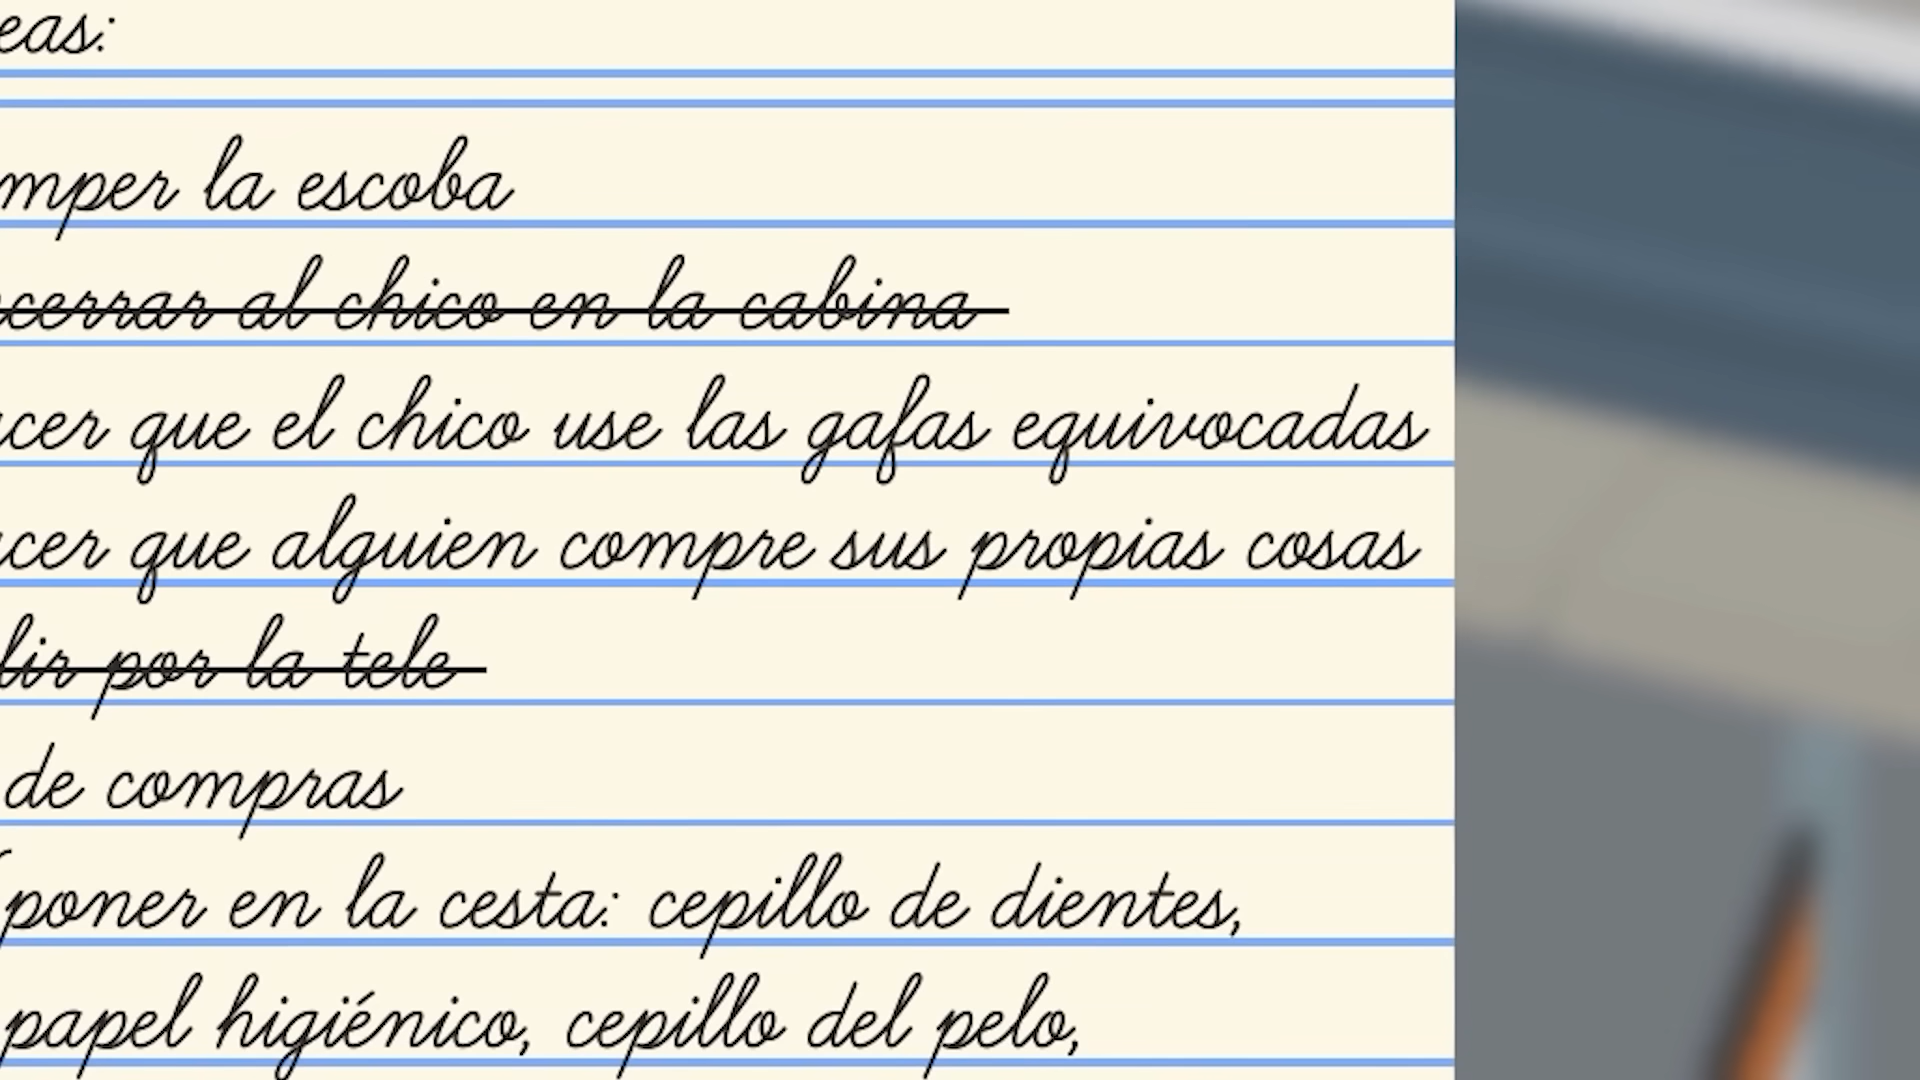 eas:
mper la escoba
cerrar al chico en la cabina
cer que el chico use las gafas equivocadas
cer que alguien compre sus propias cosas
lir por la tele
de compras
poner en la cesta: cepillo de dientes,
papel higiénico, cepillo del pelo,